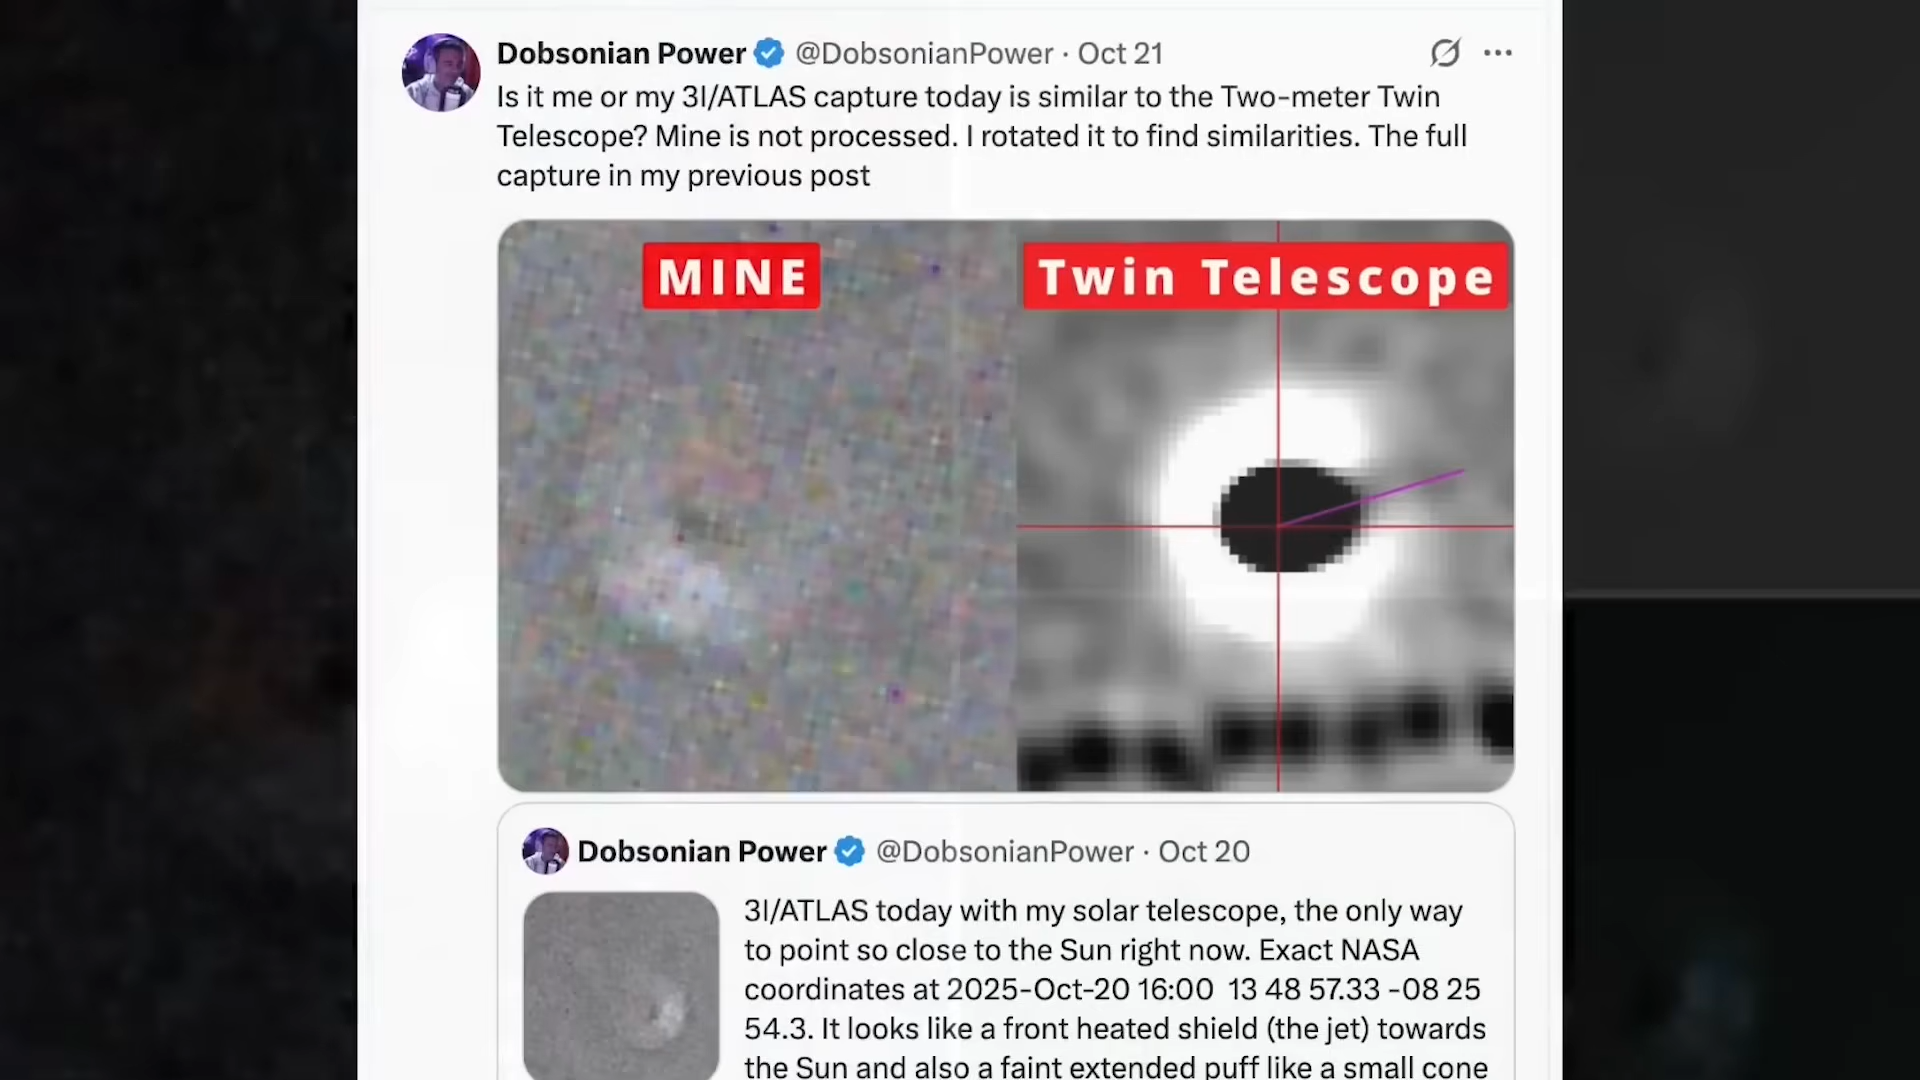 Dobsonian Power @DobsonianPower · Oct 21
Is it me or my 3I/ATLAS capture today is similar to the Two-meter Twin
Telescope? Mine is not processed. I rotated it to find similarities. The full
capture in my previous post
MINE
Twin Telescope
Dobsonian Power @DobsonianPower · Oct 20
3I/ATLAS today with my solar telescope, the only way
to point so close to the Sun right now. Exact NASA
coordinates at 2025-Oct-20 16:00 13 48 57.33 -08 25
54.3. It looks like a front heated shield (the jet) towards
the Sun and also a faint extended puff like a small cone